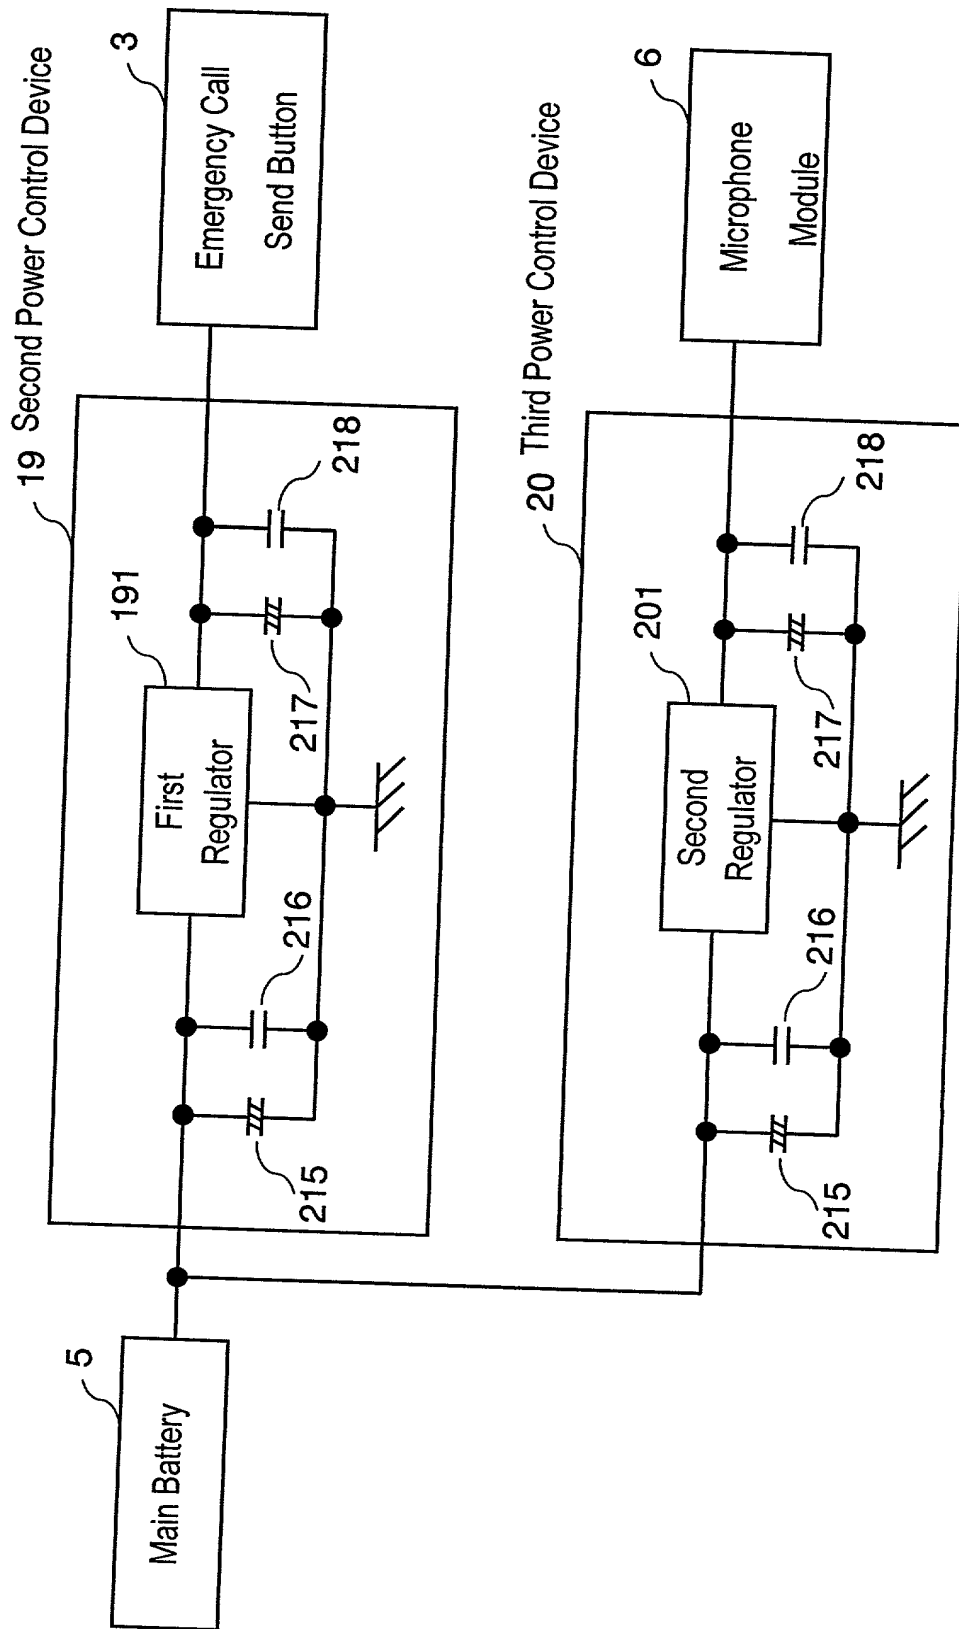 19 Second Power Control Device
5
Main Battery
191
First
Regulator
215
216
217
218
3
Emergency Call
Send Button
20 Third Power Control Device
201
Second
Regulator
215
216
217
218
6
Microphone
Module